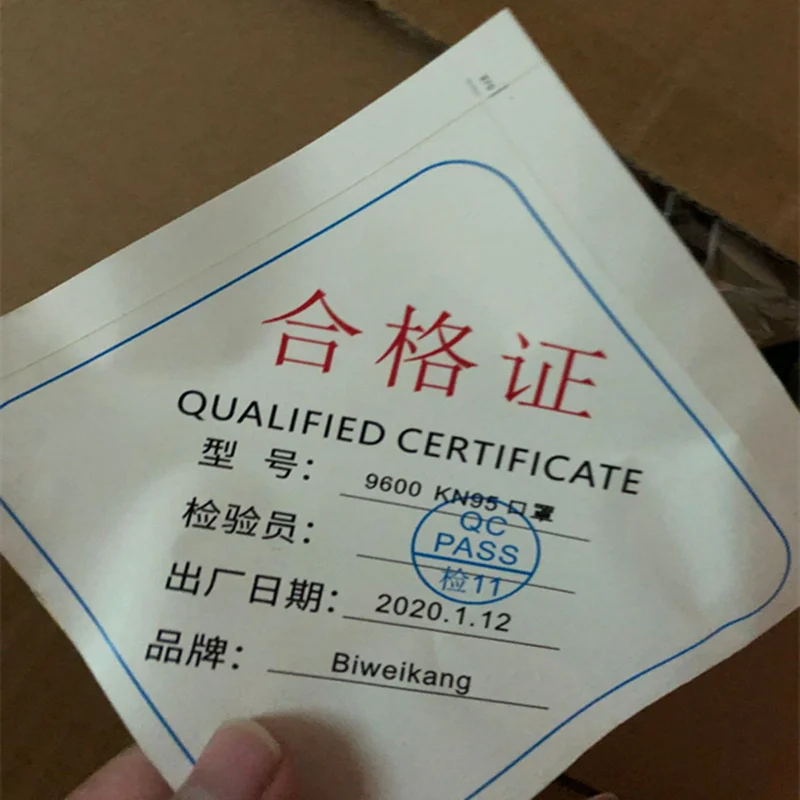 合格证
QUALIFIED CERTIFICATE
型 号： 9600 KN95 口罩
检验员： QC PASS 检11
出厂日期： 2020.1.12
品牌： Biweikang